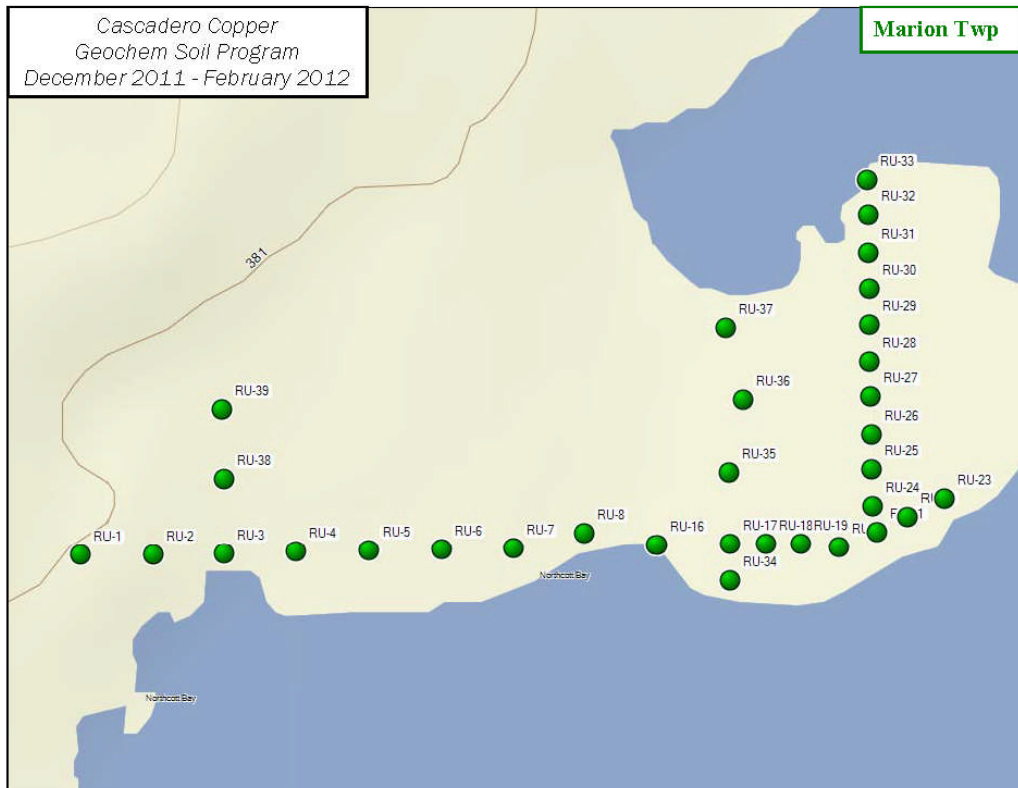 Cascadero Copper
Geochem Soil Program
December 2011 - February 2012
Marion Twp
RU-33
RU-32
RU-31
381
RU-30
RU-29
RU-37
RU-28
RU-27
RU-36
RU-39
RU-26
RU-25
RU-35
RU-38
RU-24
RU-23
RU-1
RU-2
RU-3
RU-4
RU-5
RU-6
RU-7
RU-8
RU-16
RU-17
RU-18
RU-19
RU-34
Northcott Bay
Northcott Bay